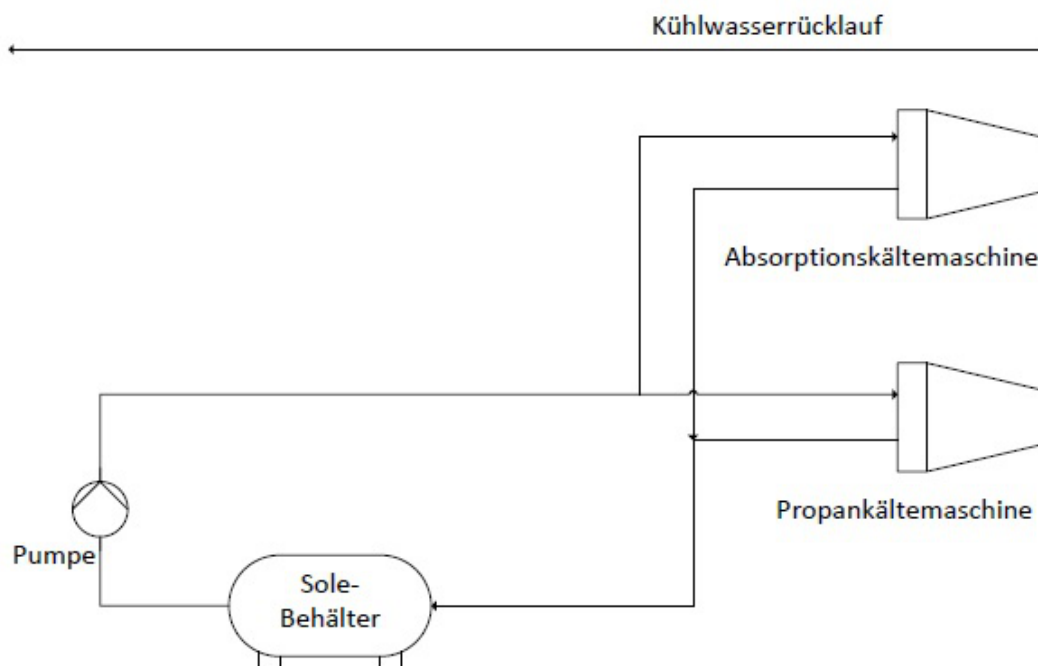 Kühlwasserrücklauf
Absorptionskältemaschine
Propankältemaschine
Pumpe
Sole-
Behälter